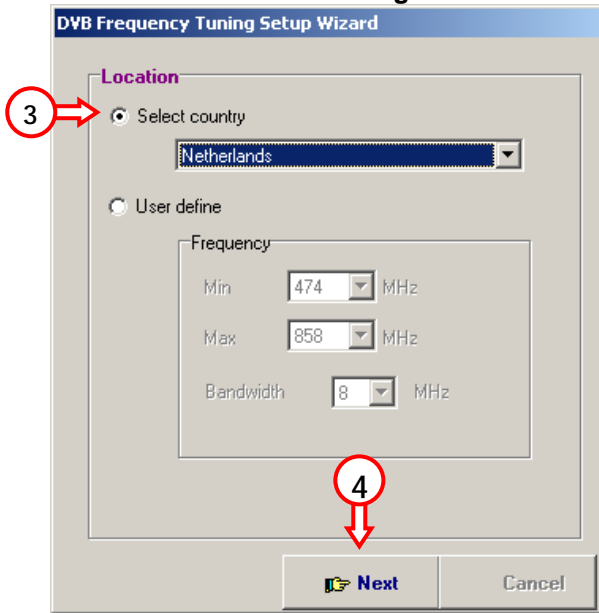 DVB Frequency Tuning Setup Wizard
Location
3
Select country
Netherlands
User define
Frequency
Min 474 MHz
Max 858 MHz
Bandwidth 8 MHz
4
Next Cancel